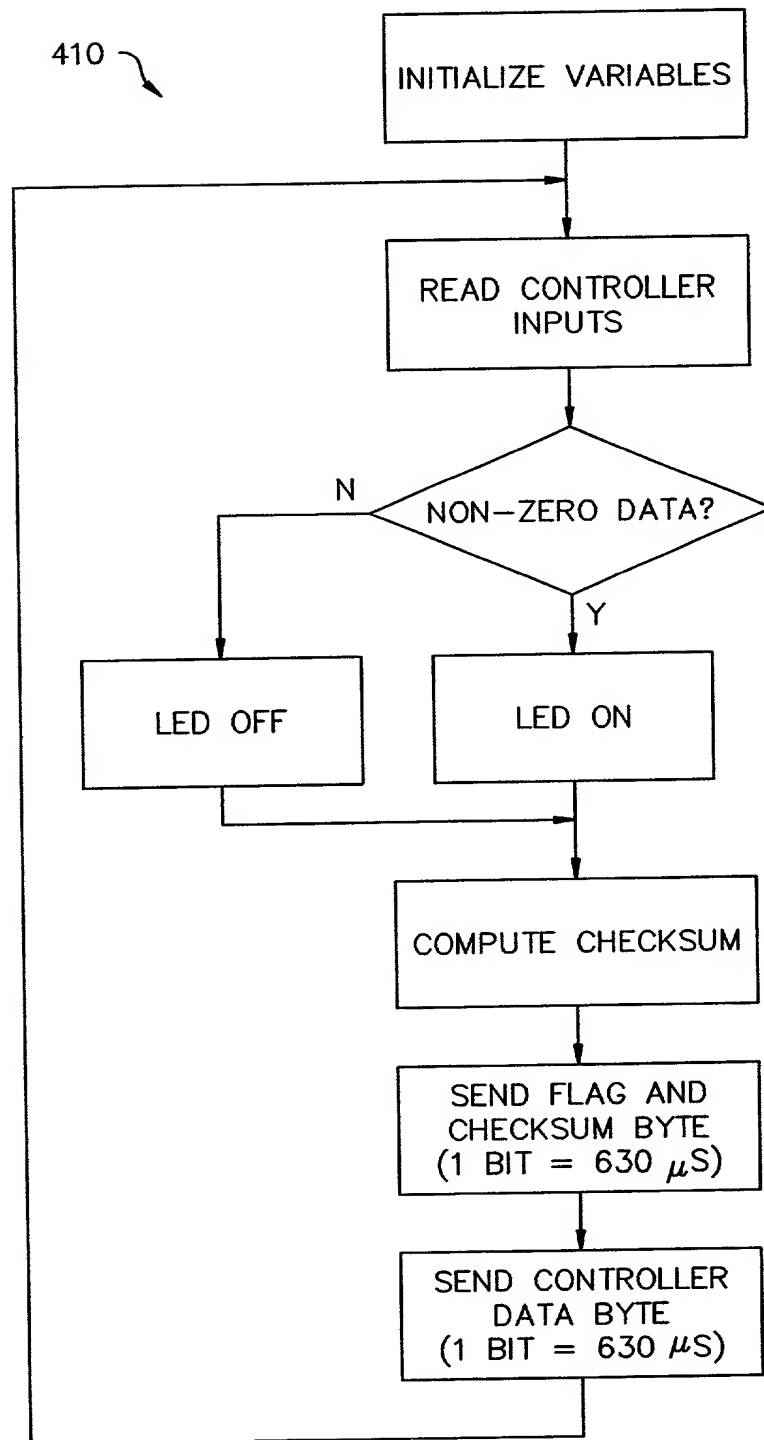 410
INITIALIZE VARIABLES
READ CONTROLLER
INPUTS
NON-ZERO DATA?
N
Y
LED OFF
LED ON
COMPUTE CHECKSUM
SEND FLAG AND
CHECKSUM BYTE
(1 BIT = 630 μS)
SEND CONTROLLER
DATA BYTE
(1 BIT = 630 μS)